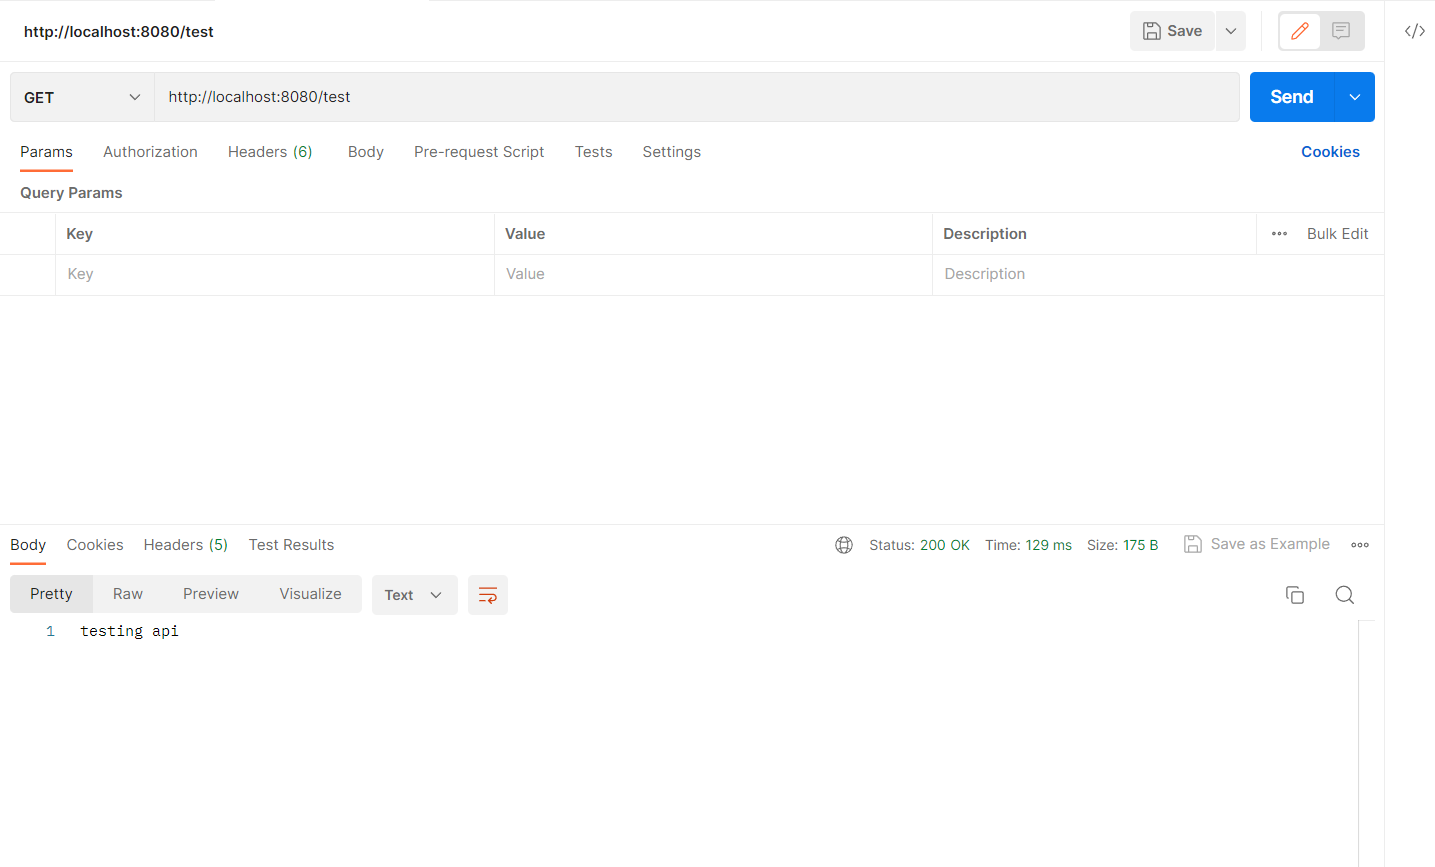 http://localhost:8080/test Save
GET http://localhost:8080/test Send
Params Authorization Headers (6) Body Pre-request Script Tests Settings Cookies
Query Params
Key Value Description Bulk Edit
Key Value Description
Body Cookies Headers (5) Test Results Status: 200 OK Time: 129 ms Size: 175 B Save as Example
Pretty Raw Preview Visualize Text
1 testing api